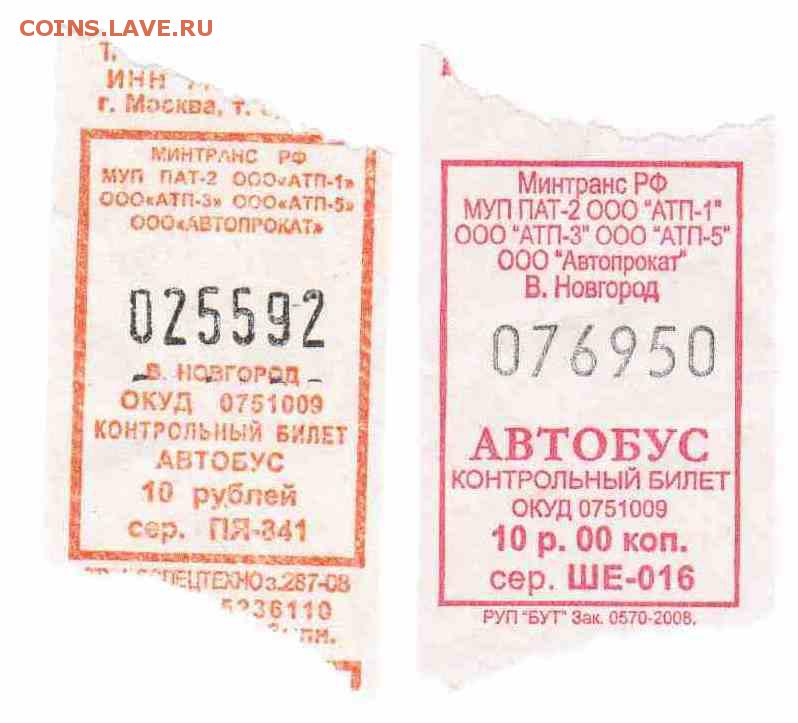 COINS.LAVE.RU
ИНН
г. Москва, т.
МИНТРАНС РФ
МУП ПАТ-2 ООО«АТП-1»
ООО«АТП-3» ООО«АТП-5»
ООО«АВТОПРОКАТ»
025592
В. НОВГОРОД
ОКУД 0751009
КОНТРОЛЬНЫЙ БИЛЕТ
АВТОБУС
10 рублей
сер. ПЯ-341
з.287-08
5236110
Минтранс РФ
МУП ПАТ-2 ООО "АТП-1"
ООО "АТП-3" ООО "АТП-5"
ООО "Автопрокат"
В. Новгород
076950
АВТОБУС
КОНТРОЛЬНЫЙ БИЛЕТ
ОКУД 0751009
10 р. 00 коп.
сер. ШЕ-016
РУП "БУТ" Зак. 0570-2008.